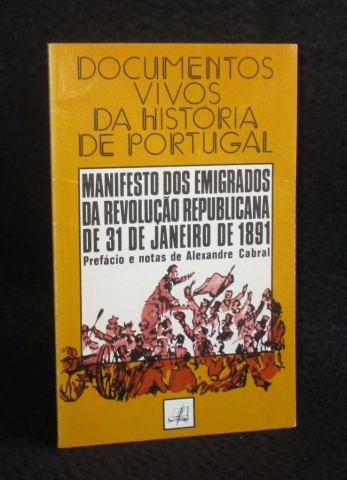 DOCUMENTOS
VIVOS
DA HISTÓRIA
DE PORTUGAL
MANIFESTO DOS EMIGRADOS
DA REVOLUÇÃO REPUBLICANA
DE 31 DE JANEIRO DE 1891
Prefácio e notas de Alexandre Cabral